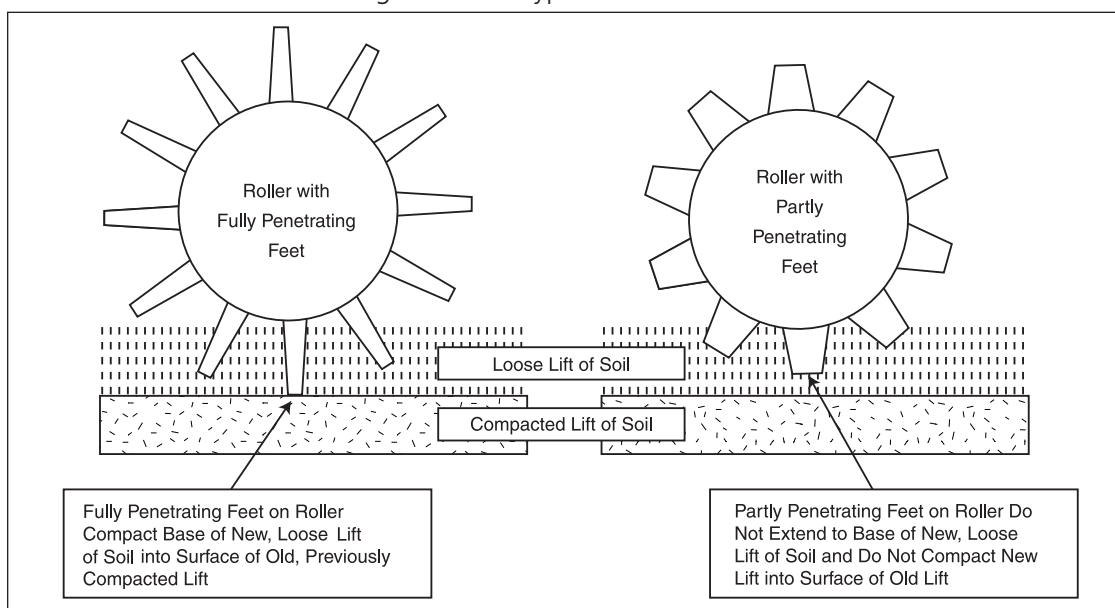 Roller with
Fully Penetrating
Feet
Roller with
Partly
Penetrating
Feet
Loose Lift of Soil
Compacted Lift of Soil
Fully Penetrating Feet on Roller
Compact Base of New, Loose Lift
of Soil into Surface of Old, Previously
Compacted Lift
Partly Penetrating Feet on Roller Do
Not Extend to Base of New, Loose
Lift of Soil and Do Not Compact New
Lift into Surface of Old Lift